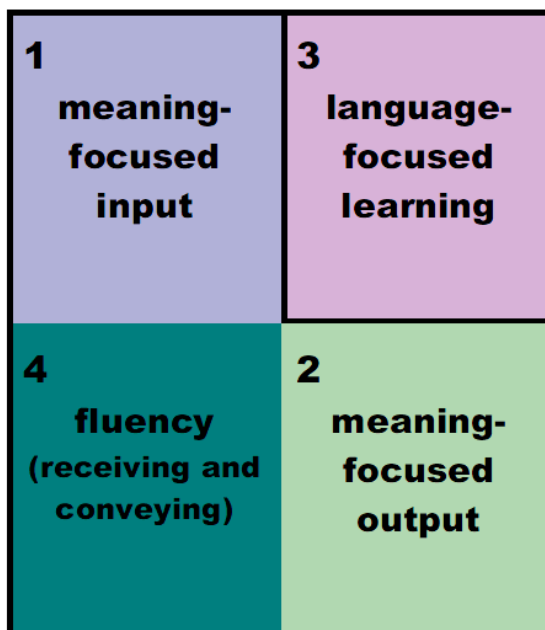 1
meaning-
focused
input
3
language-
focused
learning
4
fluency
(receiving and
conveying)
2
meaning-
focused
output